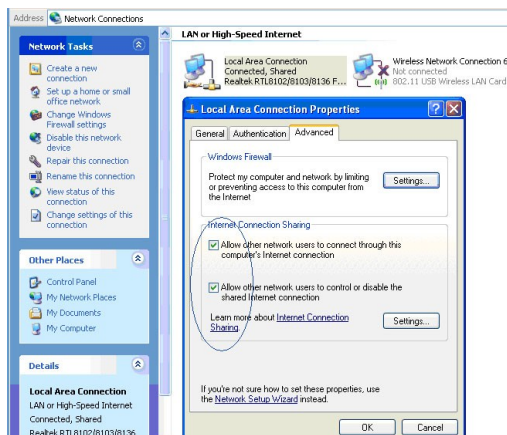 Address Network Connections
Network Tasks
Create a new
connection
Set up a home or small
office network
Change Windows
Firewall settings
Disable this network
device
Repair this connection
Rename this connection
View status of this
connection
Change settings of this
connection
Other Places
Control Panel
My Network Places
My Documents
My Computer
Details
Local Area Connection
LAN or High-Speed Internet
Connected, Shared
Realtek RTL8102/8103/8136
LAN or High-Speed Internet
Local Area Connection
Connected, Shared
Realtek RTL8102/8103/8136 F...
Wireless Network Connection 6
Not connected
802.11 USB Wireless LAN Card
Local Area Connection Properties
General Authentication Advanced
Windows Firewall
Protect my computer and network by limiting
or preventing access to this computer from
the Internet
Settings...
Internet Connection Sharing
Allow other network users to connect through this
computer's Internet connection
Allow other network users to control or disable the
shared Internet connection
Learn more about Internet Connection
Sharing.
Settings...
If you're not sure how to set these properties, use
the Network Setup Wizard instead.
OK Cancel